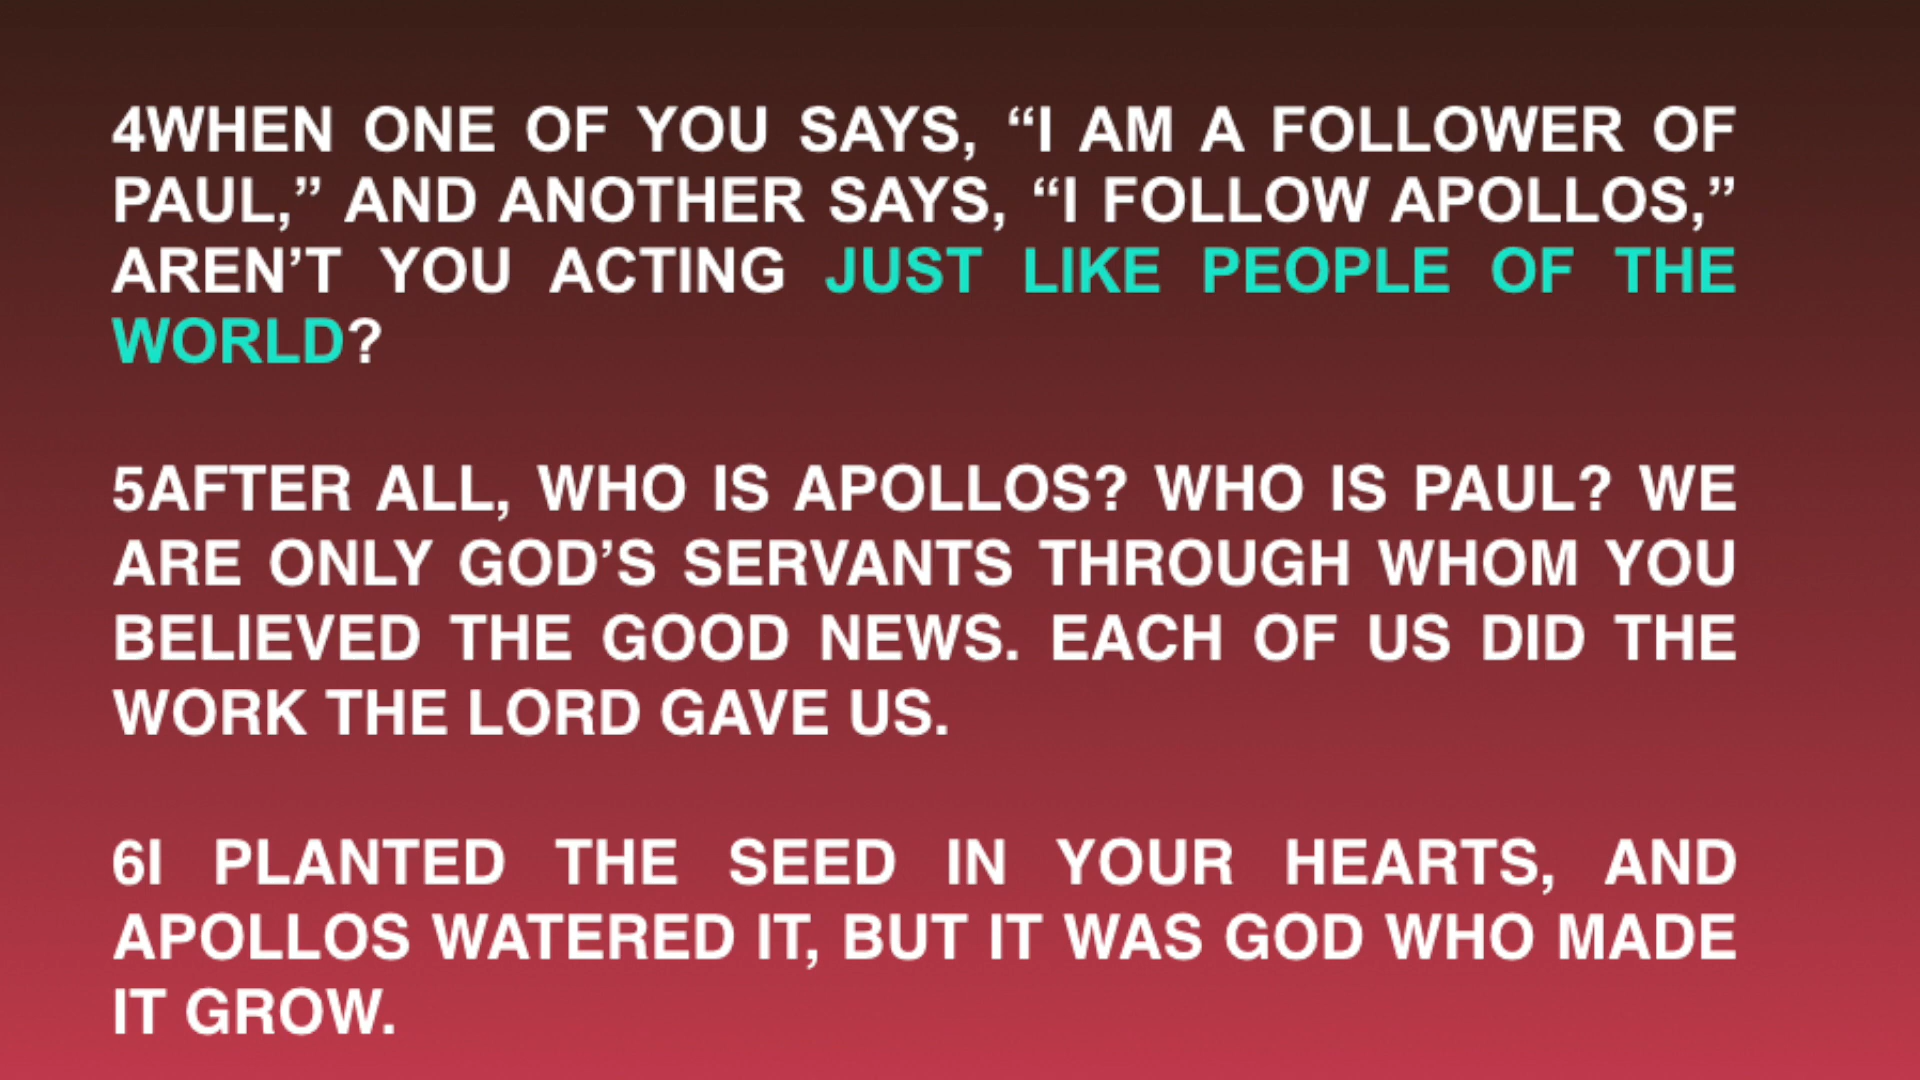 4WHEN ONE OF YOU SAYS, “I AM A FOLLOWER OF
PAUL,” AND ANOTHER SAYS, “I FOLLOW APOLLOS,”
AREN’T YOU ACTING JUST LIKE PEOPLE OF THE
WORLD?
5AFTER ALL, WHO IS APOLLOS? WHO IS PAUL? WE
ARE ONLY GOD’S SERVANTS THROUGH WHOM YOU
BELIEVED THE GOOD NEWS. EACH OF US DID THE
WORK THE LORD GAVE US.
6I PLANTED THE SEED IN YOUR HEARTS, AND
APOLLOS WATERED IT, BUT IT WAS GOD WHO MADE
IT GROW.